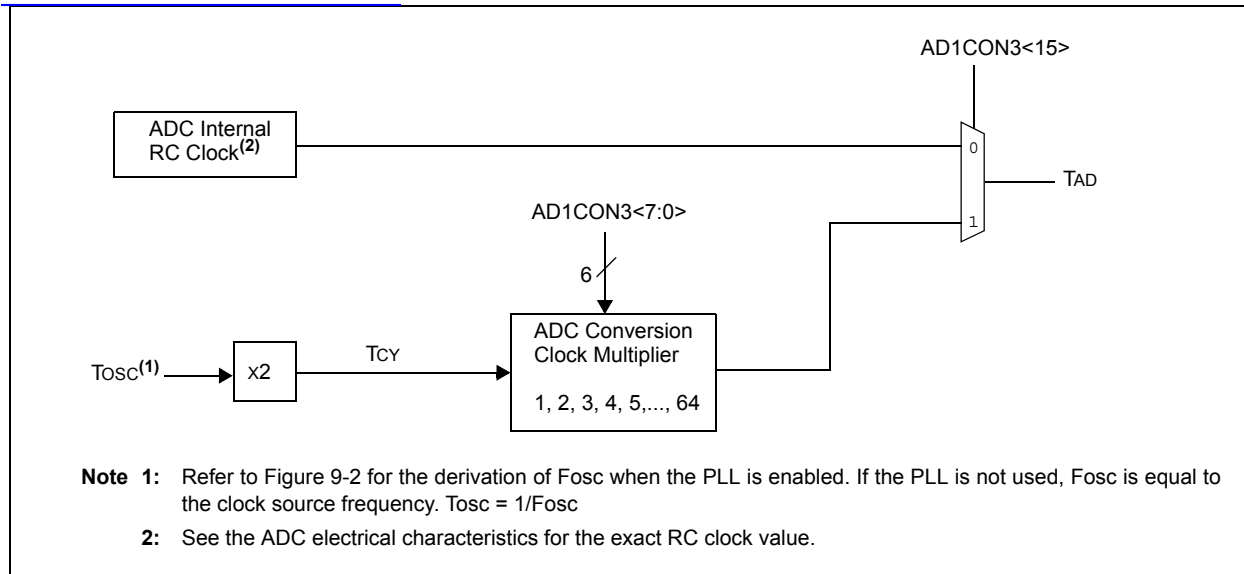 AD1CON3<15>
ADC Internal
RC Clock(2)
0
TAD
AD1CON3<7:0>
1
6
ADC Conversion
Clock Multiplier
TOSC(1)
X2
TCY
1, 2, 3, 4, 5,..., 64
Note 1: Refer to Figure 9-2 for the derivation of Fosc when the PLL is enabled. If the PLL is not used, Fosc is equal to
the clock source frequency. Tosc = 1/Fosc
2: See the ADC electrical characteristics for the exact RC clock value.